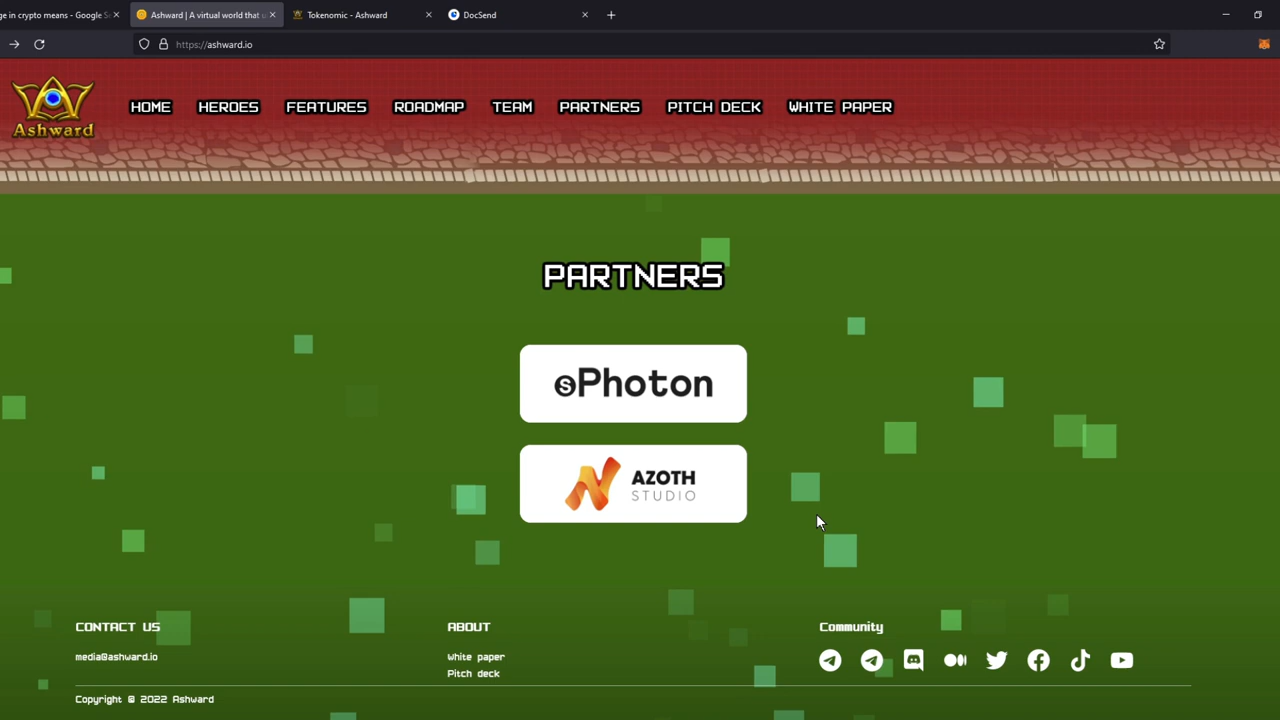 ge in crypto means - Google Se
Ashward | A virtual world that u
Tokenomic - Ashward
DocSend
https://ashward.io
Ashward
HOME
HEROES
FEATURES
ROADMAP
TEAM
PARTNERS
PITCH DECK
WHITE PAPER
PARTNERS
sPhoton
AZOTH
STUDIO
CONTACT US
ABOUT
Community
media@ashward.io
White paper
Pitch deck
Copyright © 2022 Ashward